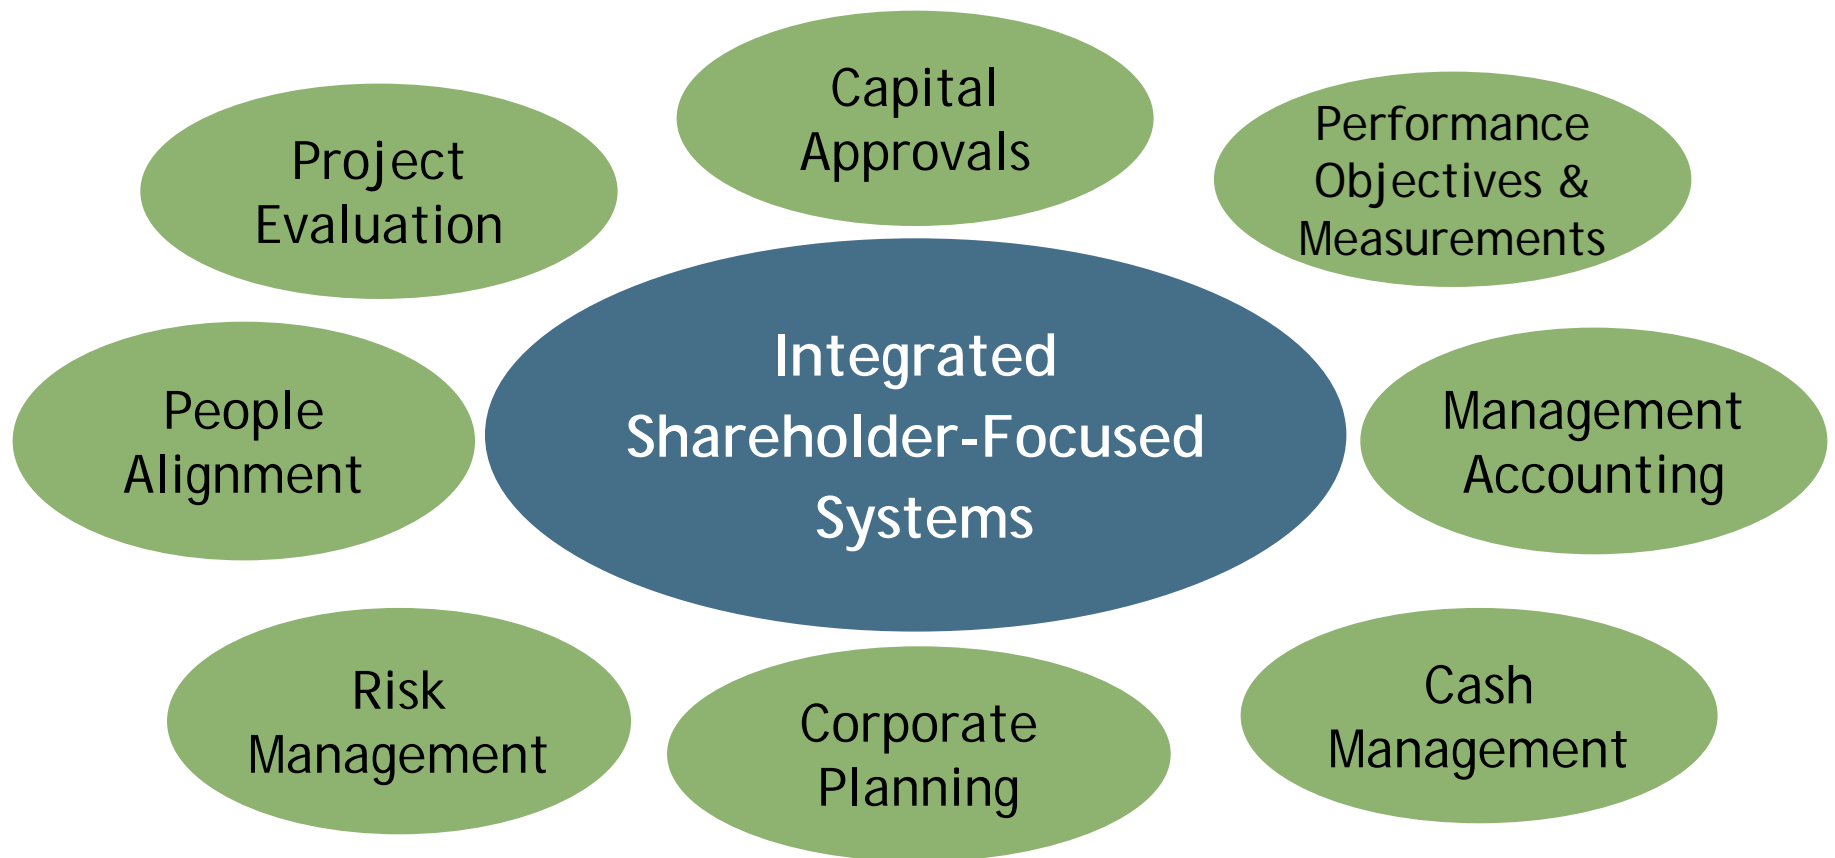 Capital
Approvals
Project
Evaluation
Performance
Objectives &
Measurements
Integrated
Shareholder-Focused
Systems
People
Alignment
Management
Accounting
Risk
Management
Corporate
Planning
Cash
Management